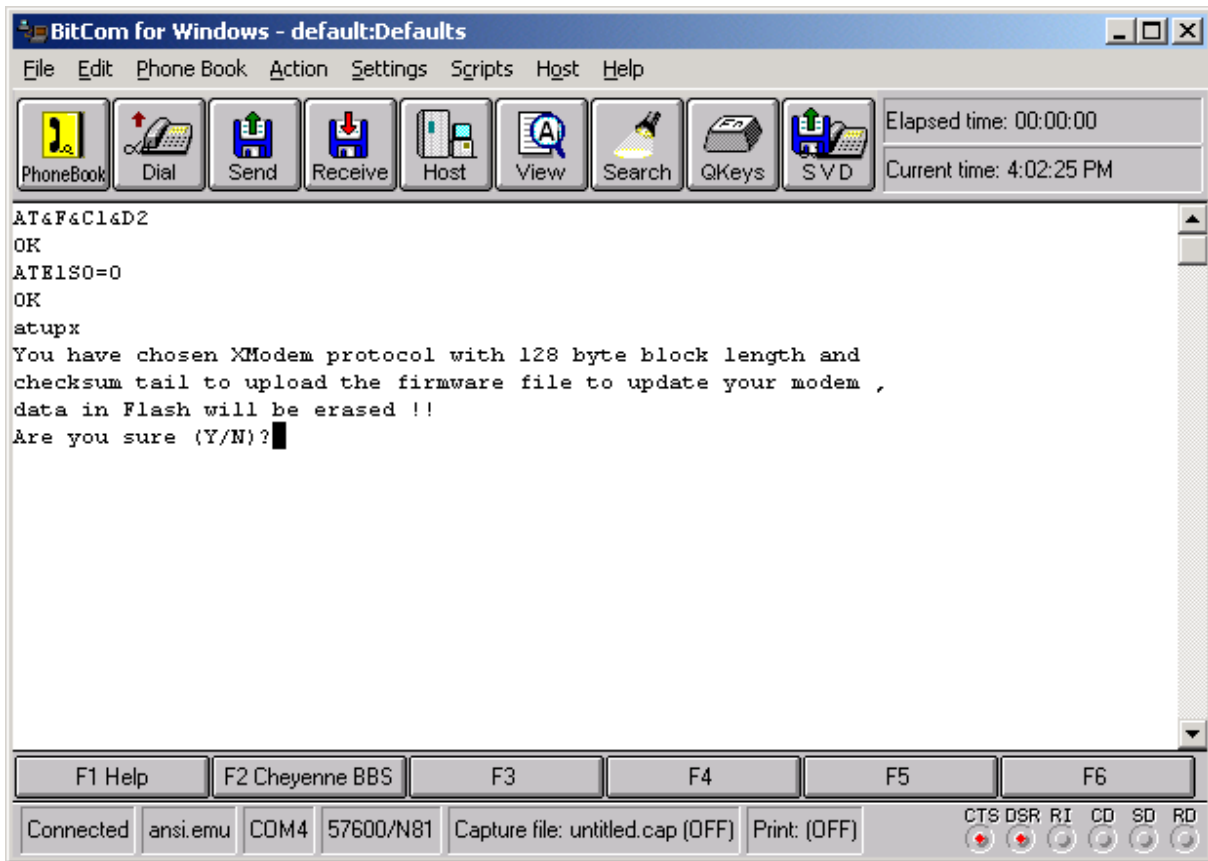 BitCom for Windows - default:Defaults
File Edit Phone Book Action Settings Scripts Host Help
PhoneBook Dial Send Receive Host View Search QKeys SVD
Elapsed time: 00:00:00
Current time: 4:02:25 PM
AT&F&C1&D2
OK
ATE1S0=0
OK
atupx
You have chosen XModem protocol with 128 byte block length and
checksum tail to upload the firmware file to update your modem ,
data in Flash will be erased !!
Are you sure (Y/N)?
F1 Help F2 Cheyenne BBS F3 F4 F5 F6
Connected ansi.emu COM4 57600/N81 Capture file: untitled.cap (OFF) Print: (OFF) CTS DSR RI CD SD RD